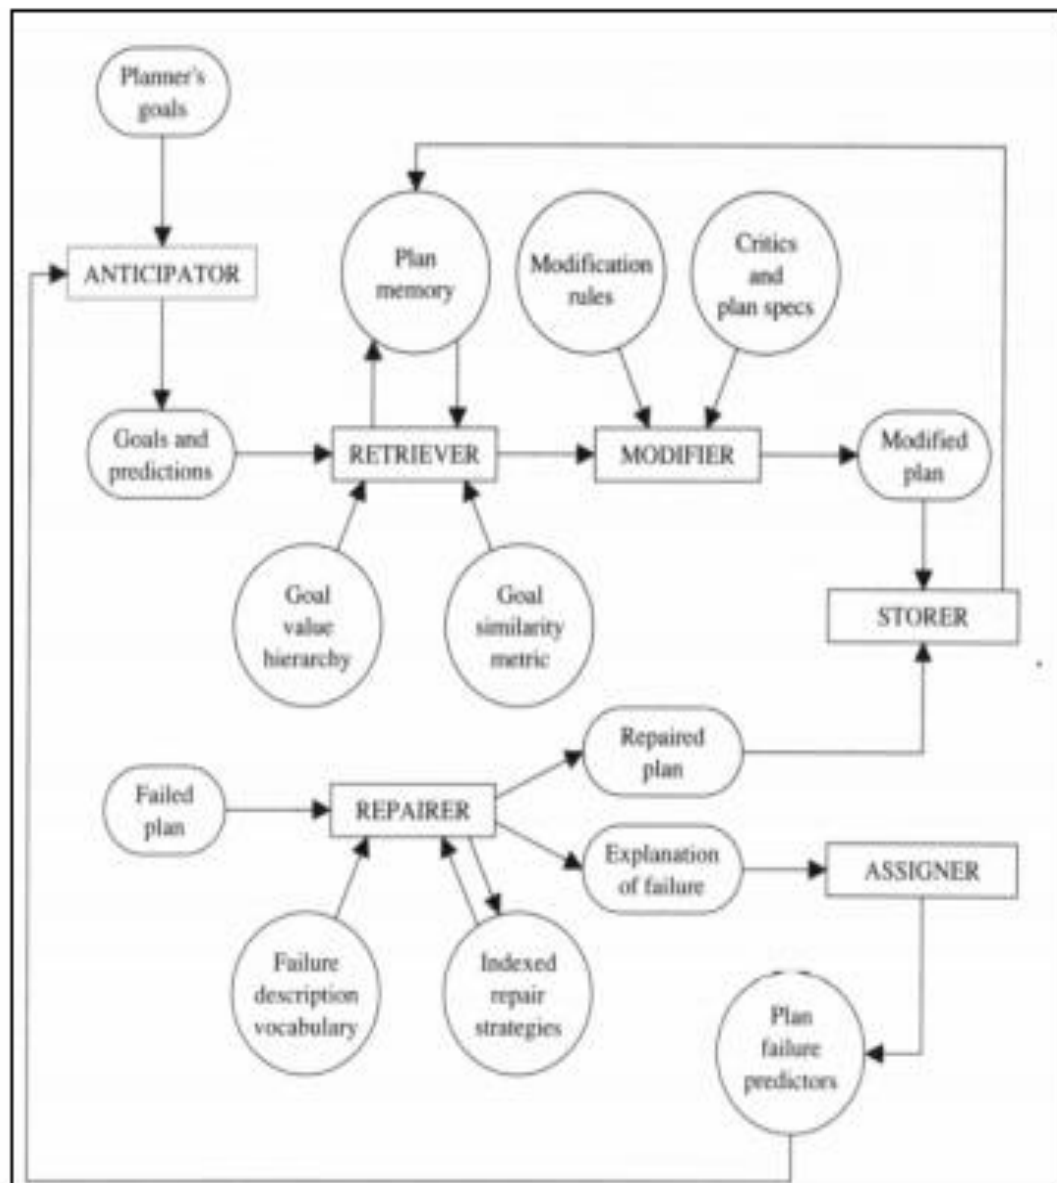 Planner's
goals
ANTICIPATOR
Plan
memory
Modification
rules
Critics
and
plan specs
Goals and
predictions
RETRIEVER
MODIFIER
Modified
plan
Goal
value
hierarchy
Goal
similarity
metric
STORER
Repaired
plan
Failed
plan
REPAIRER
Explanation
of failure
ASSIGNER
Failure
description
vocabulary
Indexed
repair
strategies
Plan
failure
predictors